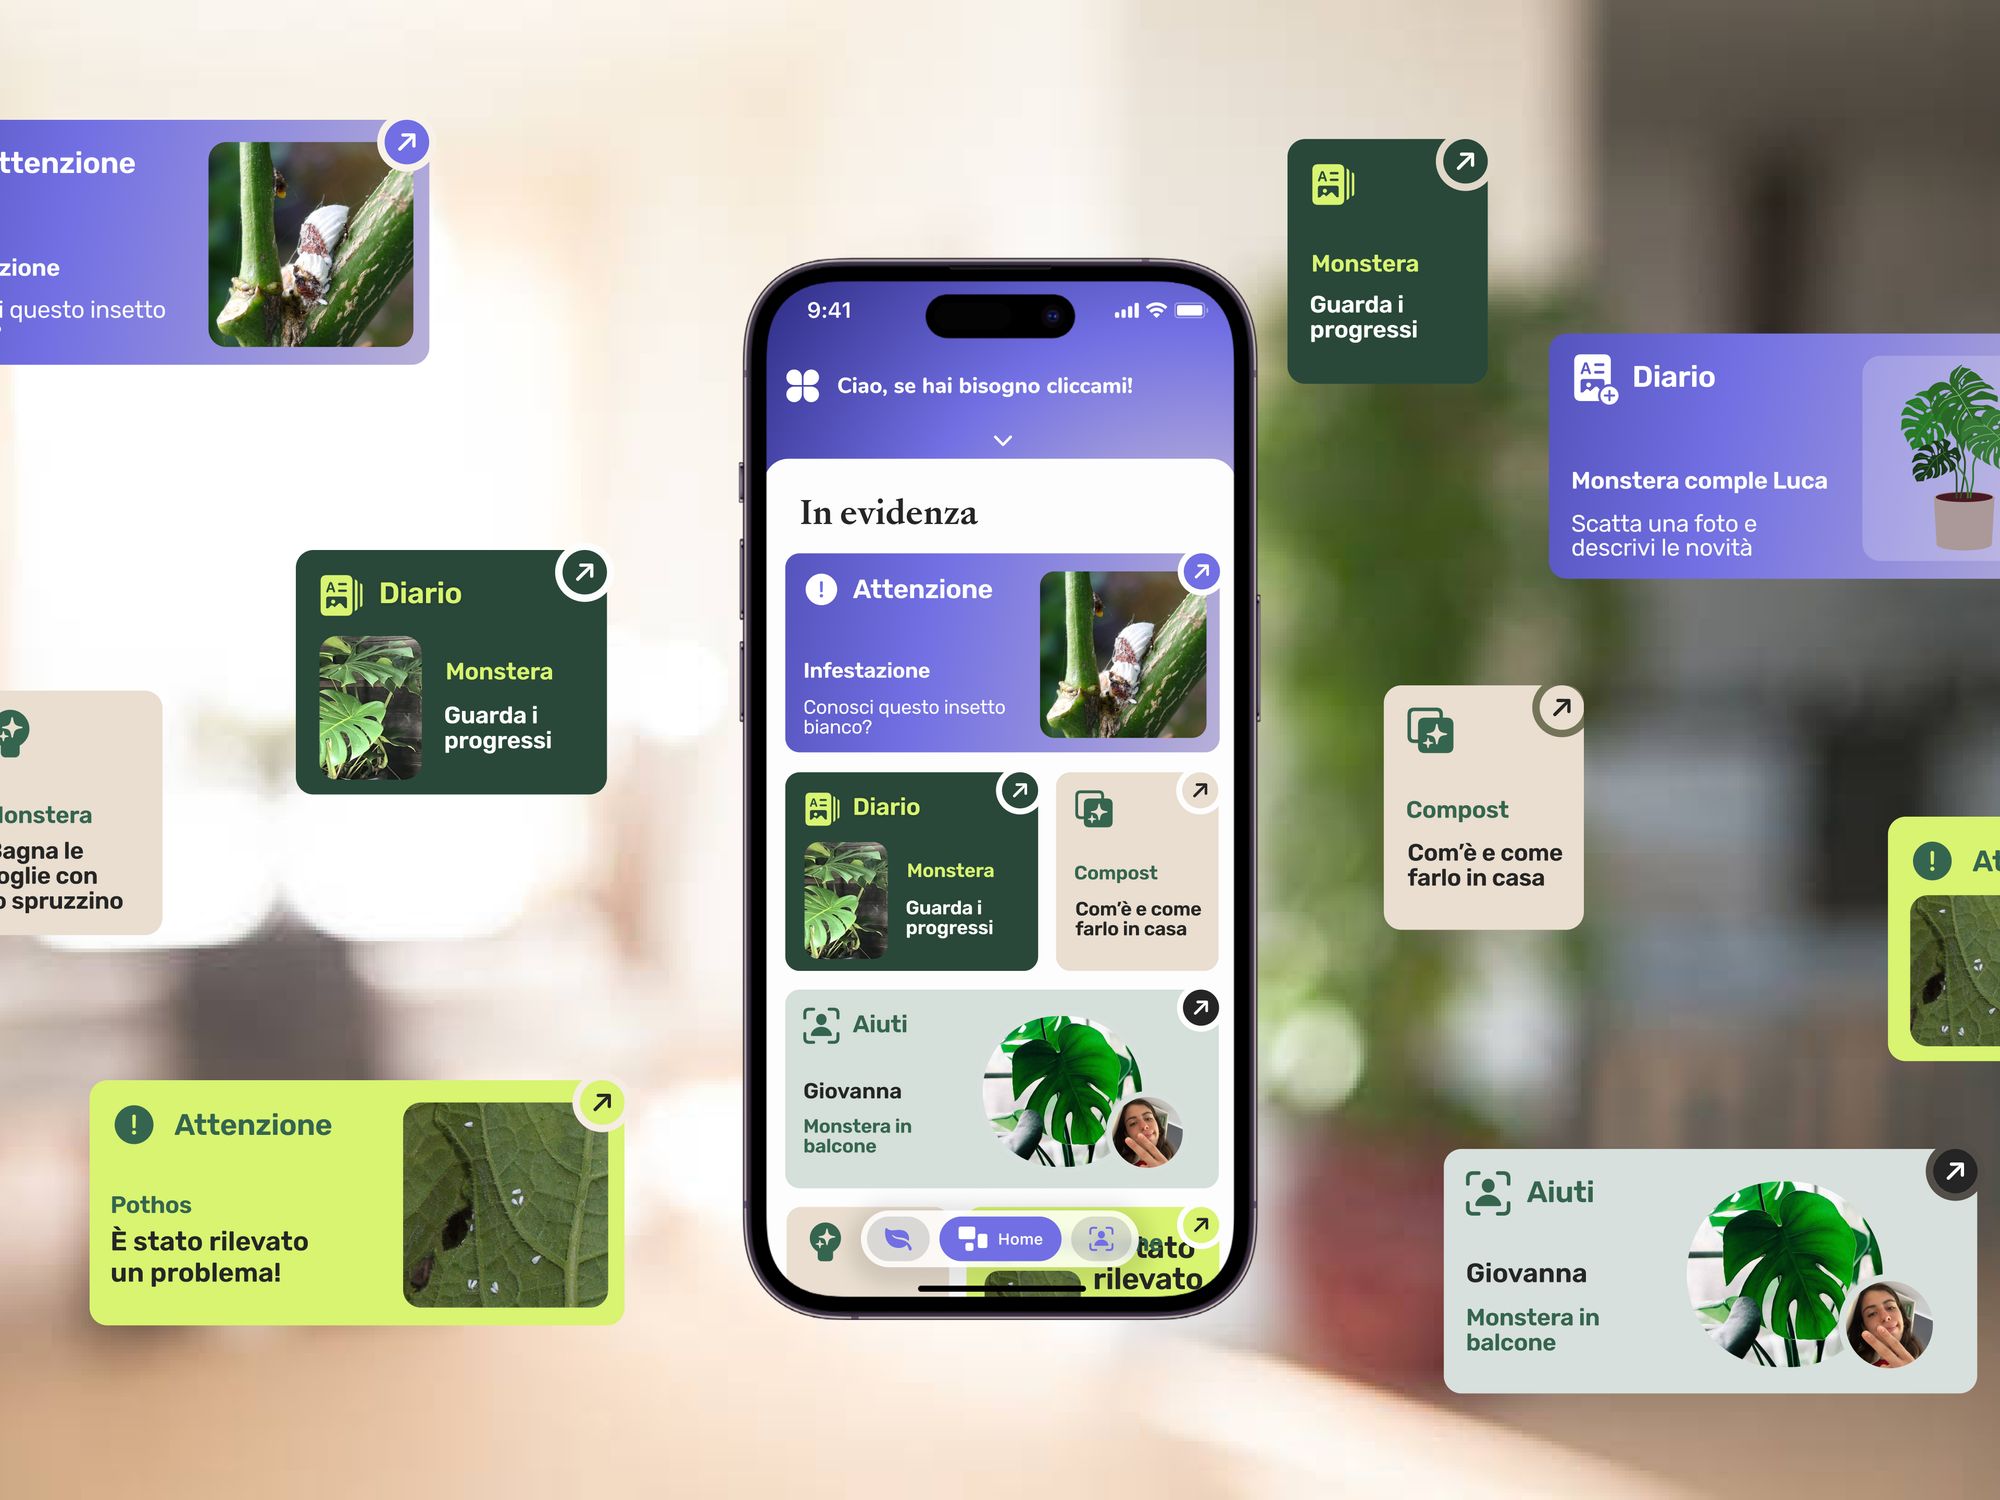 ttenzione
zione
i questo insetto
Diario
Monstera
Guarda i
progressi
onstera
agna le
oglie con
o spruzzino
Attenzione
Pothos
È stato rilevato
un problema!
9:41
Ciao, se hai bisogno cliccami!
In evidenza
Attenzione
Infestazione
Conosci questo insetto
bianco?
Diario
Monstera
Guarda i
progressi
Compost
Com'è e come
farlo in casa
Aiuti
Giovanna
Monstera in
balcone
Home
tato
rilevato
Monstera
Guarda i
progressi
Diario
Monstera comple Luca
Scatta una foto e
descrivi le novità
Compost
Com'è e come
farlo in casa
At
Aiuti
Giovanna
Monstera in
balcone